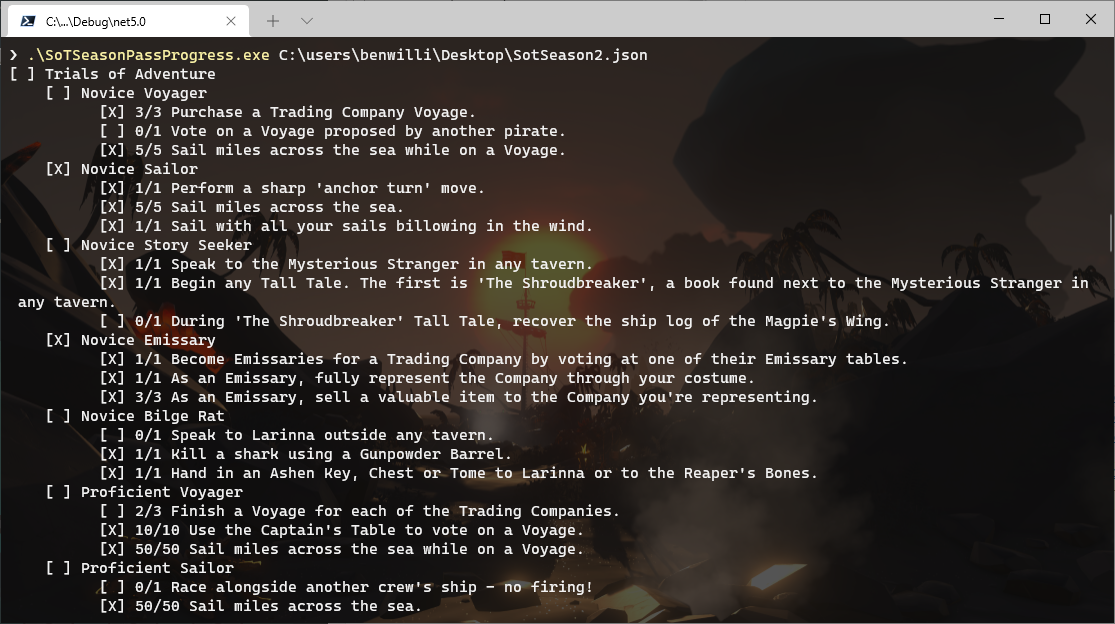 C:\...\Debug\net5.0
❯ .\SoTSeasonPassProgress.exe C:\users\benwilli\Desktop\SotSeason2.json
[ ] Trials of Adventure
[ ] Novice Voyager
[X] 3/3 Purchase a Trading Company Voyage.
[ ] 0/1 Vote on a Voyage proposed by another pirate.
[X] 5/5 Sail miles across the sea while on a Voyage.
[X] Novice Sailor
[X] 1/1 Perform a sharp 'anchor turn' move.
[X] 5/5 Sail miles across the sea.
[X] 1/1 Sail with all your sails billowing in the wind.
[ ] Novice Story Seeker
[X] 1/1 Speak to the Mysterious Stranger in any tavern.
[X] 1/1 Begin any Tall Tale. The first is 'The Shroudbreaker', a book found next to the Mysterious Stranger in
any tavern.
[ ] 0/1 During 'The Shroudbreaker' Tall Tale, recover the ship log of the Magpie's Wing.
[X] Novice Emissary
[X] 1/1 Become Emissaries for a Trading Company by voting at one of their Emissary tables.
[X] 1/1 As an Emissary, fully represent the Company through your costume.
[X] 3/3 As an Emissary, sell a valuable item to the Company you're representing.
[ ] Novice Bilge Rat
[ ] 0/1 Speak to Larinna outside any tavern.
[X] 1/1 Kill a shark using a Gunpowder Barrel.
[X] 1/1 Hand in an Ashen Key, Chest or Tome to Larinna or to the Reaper's Bones.
[ ] Proficient Voyager
[ ] 2/3 Finish a Voyage for each of the Trading Companies.
[X] 10/10 Use the Captain's Table to vote on a Voyage.
[X] 50/50 Sail miles across the sea while on a Voyage.
[ ] Proficient Sailor
[ ] 0/1 Race alongside another crew's ship – no firing!
[X] 50/50 Sail miles across the sea.